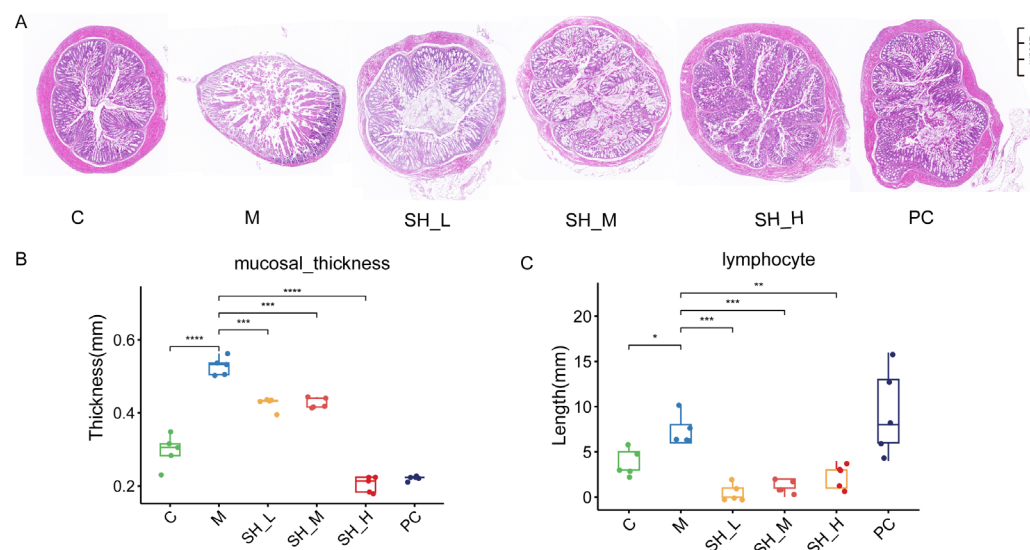 A
C
M
SH_L
SH_M
SH_H
PC
B
mucosal_thickness
Thickness(mm)
0.6
0.4
0.2
****
***
***
****
C
M
SH_L
SH_M
SH_H
PC
C
lymphocyte
Length(mm)
20
15
10
5
0
**
***
***
*
C
M
SH_L
SH_M
SH_H
PC